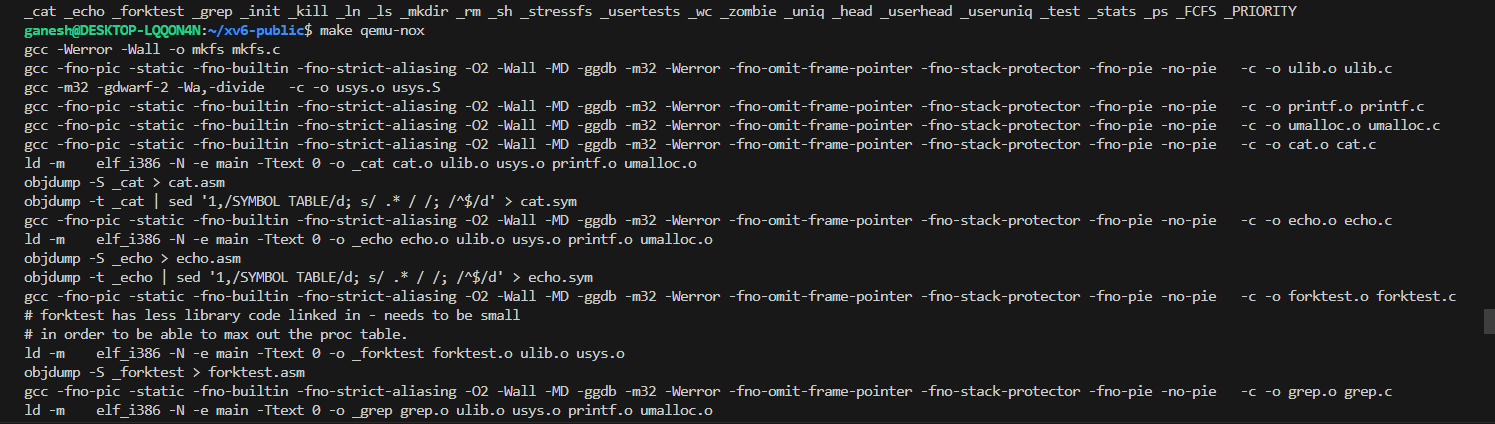 _cat _echo _forktest _grep _init _kill _ln _ls _mkdir _rm _sh _stressfs _usertests _wc _zombie _uniq _head _userhead _useruniq _test _stats _ps _FCFS _PRIORITY
ganesh@DESKTOP-LQQON4N:~/xv6-public$ make qemu-nox
gcc -Werror -Wall -o mkfs mkfs.c
gcc -fno-pic -static -fno-builtin -fno-strict-aliasing -O2 -Wall -MD -ggdb -m32 -Werror -fno-omit-frame-pointer -fno-stack-protector -fno-pie -no-pie   -c -o ulib.o ulib.c
gcc -m32 -gdwarf-2 -Wa,-divide   -c -o usys.o usys.S
gcc -fno-pic -static -fno-builtin -fno-strict-aliasing -O2 -Wall -MD -ggdb -m32 -Werror -fno-omit-frame-pointer -fno-stack-protector -fno-pie -no-pie   -c -o printf.o printf.c
gcc -fno-pic -static -fno-builtin -fno-strict-aliasing -O2 -Wall -MD -ggdb -m32 -Werror -fno-omit-frame-pointer -fno-stack-protector -fno-pie -no-pie   -c -o umalloc.o umalloc.c
gcc -fno-pic -static -fno-builtin -fno-strict-aliasing -O2 -Wall -MD -ggdb -m32 -Werror -fno-omit-frame-pointer -fno-stack-protector -fno-pie -no-pie   -c -o cat.o cat.c
ld -m    elf_i386 -N -e main -Ttext 0 -o _cat cat.o ulib.o usys.o printf.o umalloc.o
objdump -S _cat > cat.asm
objdump -t _cat | sed '1,/SYMBOL TABLE/d; s/ .* / /; /^$/d' > cat.sym
gcc -fno-pic -static -fno-builtin -fno-strict-aliasing -O2 -Wall -MD -ggdb -m32 -Werror -fno-omit-frame-pointer -fno-stack-protector -fno-pie -no-pie   -c -o echo.o echo.c
ld -m    elf_i386 -N -e main -Ttext 0 -o _echo echo.o ulib.o usys.o printf.o umalloc.o
objdump -S _echo > echo.asm
objdump -t _echo | sed '1,/SYMBOL TABLE/d; s/ .* / /; /^$/d' > echo.sym
gcc -fno-pic -static -fno-builtin -fno-strict-aliasing -O2 -Wall -MD -ggdb -m32 -Werror -fno-omit-frame-pointer -fno-stack-protector -fno-pie -no-pie   -c -o forktest.o forktest.c
# forktest has less library code linked in - needs to be small
# in order to be able to max out the proc table.
ld -m    elf_i386 -N -e main -Ttext 0 -o _forktest forktest.o ulib.o usys.o
objdump -S _forktest > forktest.asm
gcc -fno-pic -static -fno-builtin -fno-strict-aliasing -O2 -Wall -MD -ggdb -m32 -Werror -fno-omit-frame-pointer -fno-stack-protector -fno-pie -no-pie   -c -o grep.o grep.c
ld -m    elf_i386 -N -e main -Ttext 0 -o _grep grep.o ulib.o usys.o printf.o umalloc.o